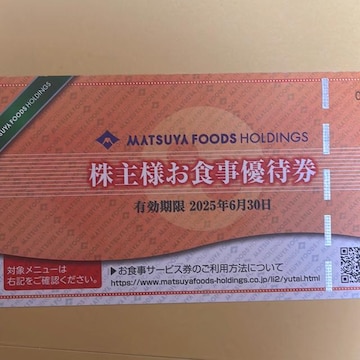 MATSUYA FOODS HOLDINGS
MATSUYA FOODS HOLDINGS
株主様お食事優待券
有効期限 2025年6月30日
対象メニューは
右記をご確認ください。
▶お食事サービス券のご利用方法について
https://www.matsuyafoods-holdings.co.jp/li2/yutai.html